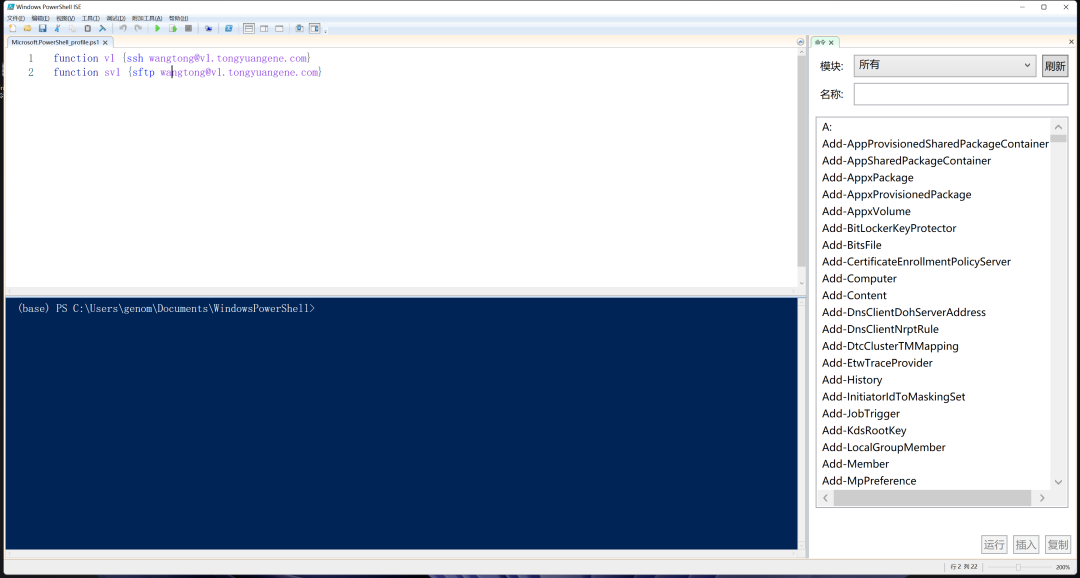 Windows PowerShell ISE
文件(F) 编辑(E) 视图(V) 工具(T) 调试(D) 附加工具(A) 帮助(H)
Microsoft.PowerShell_profile.ps1
1 function v1 {ssh wangtong@v1.tongyuangene.com}
2 function sv1 {sftp wangtong@v1.tongyuangene.com}
(base) PS C:\Users\genom\Documents\WindowsPowerShell>
命令
模块: 所有 刷新
名称:
A:
Add-AppProvisionedSharedPackageContainer
Add-AppSharedPackageContainer
Add-AppxPackage
Add-AppxProvisionedPackage
Add-AppxVolume
Add-BitLockerKeyProtector
Add-BitsFile
Add-CertificateEnrollmentPolicyServer
Add-Computer
Add-Content
Add-DnsClientDohServerAddress
Add-DnsClientNrptRule
Add-DtcClusterTMMapping
Add-EtwTraceProvider
Add-History
Add-InitiatorIdToMaskingSet
Add-JobTrigger
Add-KdsRootKey
Add-LocalGroupMember
Add-Member
Add-MpPreference
运行 插入 复制
行 2 列 22 200%